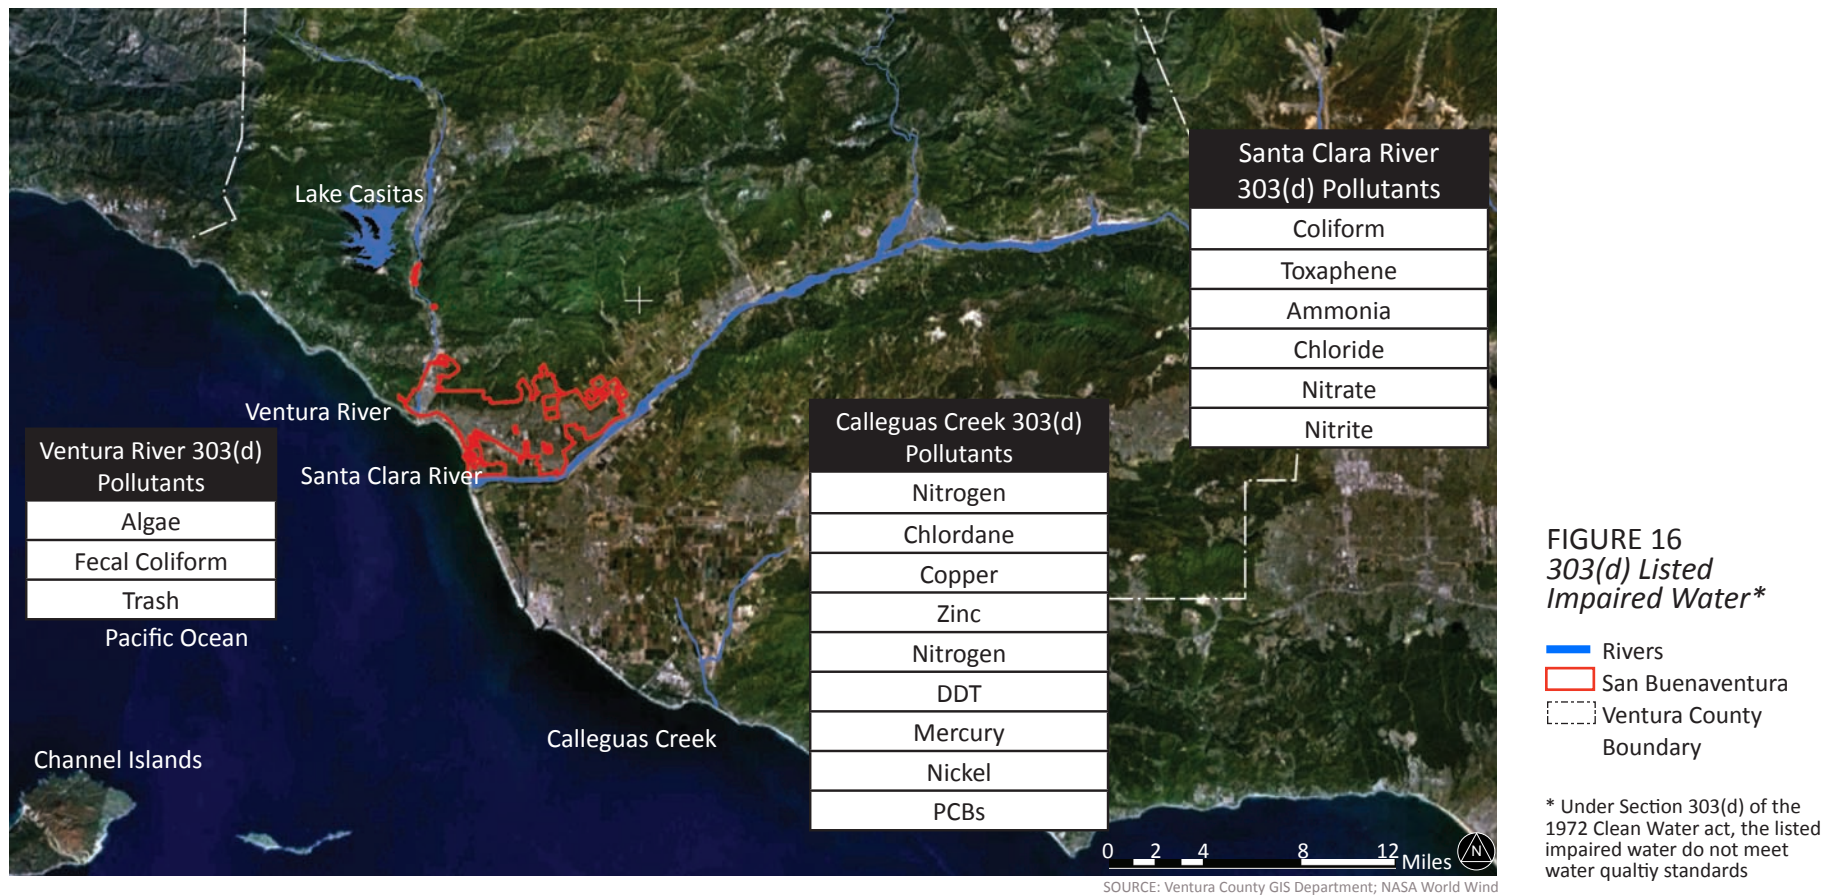 Lake Casitas
Ventura River
Santa Clara River
Ventura River 303(d)
Pollutants
Algae
Fecal Coliform
Trash
Pacific Ocean
Channel Islands
Calleguas Creek
Calleguas Creek 303(d)
Pollutants
Nitrogen
Chlordane
Copper
Zinc
Nitrogen
DDT
Mercury
Nickel
PCBs
Santa Clara River
303(d) Pollutants
Coliform
Toxaphene
Ammonia
Chloride
Nitrate
Nitrite
0 2 4 8 12 Miles
N
SOURCE: Ventura County GIS Department; NASA World Wind
FIGURE 16
303(d) Listed
Impaired Water*
Rivers
San Buenaventura
Ventura County
Boundary
* Under Section 303(d) of the
1972 Clean Water act, the listed
impaired water do not meet
water qualtiy standards